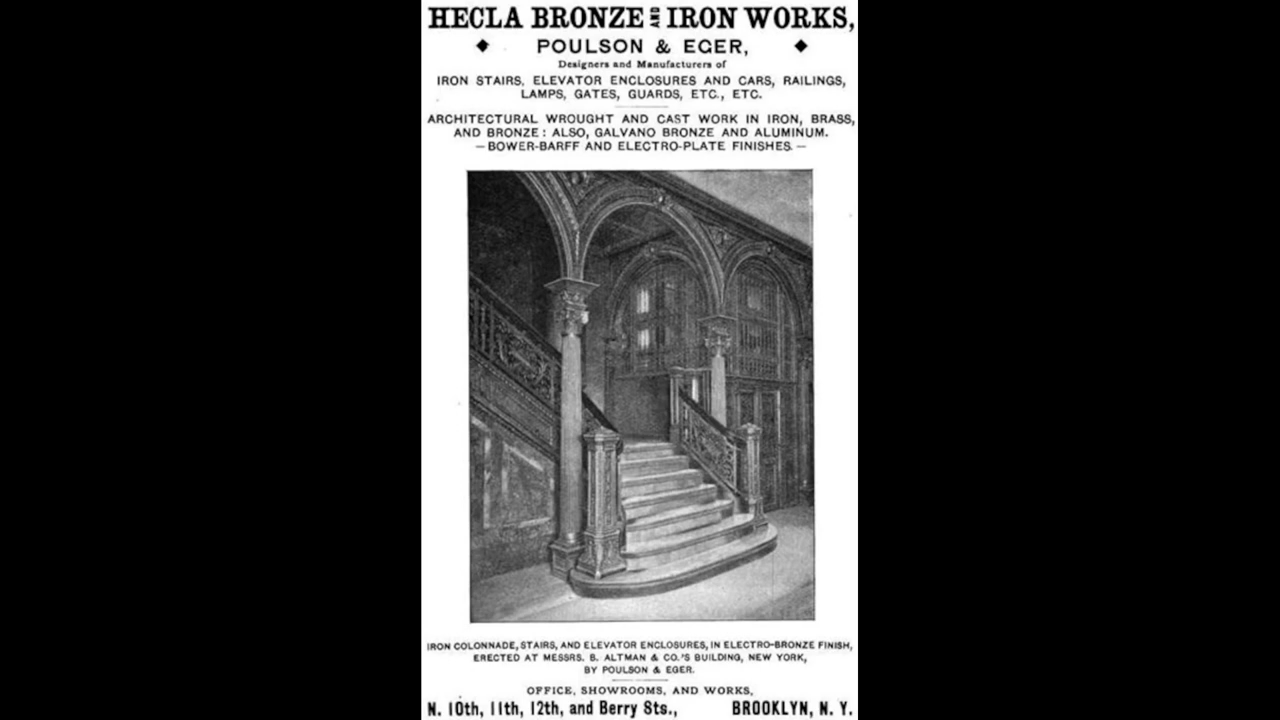 HECLA BRONZE AND IRON WORKS,
POULSON & EGER,
Designers and Manufacturers of
IRON STAIRS, ELEVATOR ENCLOSURES AND CARS, RAILINGS,
LAMPS, GATES, GUARDS, ETC., ETC.
ARCHITECTURAL WROUGHT AND CAST WORK IN IRON, BRASS,
AND BRONZE: ALSO, GALVANO BRONZE AND ALUMINUM.
—BOWER-BARFF AND ELECTRO-PLATE FINISHES.—
IRON COLONNADE, STAIRS, AND ELEVATOR ENCLOSURES, IN ELECTRO-BRONZE FINISH,
ERECTED AT MESSRS. B. ALTMAN & CO.'S BUILDING, NEW YORK,
BY POULSON & EGER.
OFFICE, SHOWROOMS, AND WORKS,
N. 10th, 11th, 12th, and Berry Sts., BROOKLYN, N. Y.